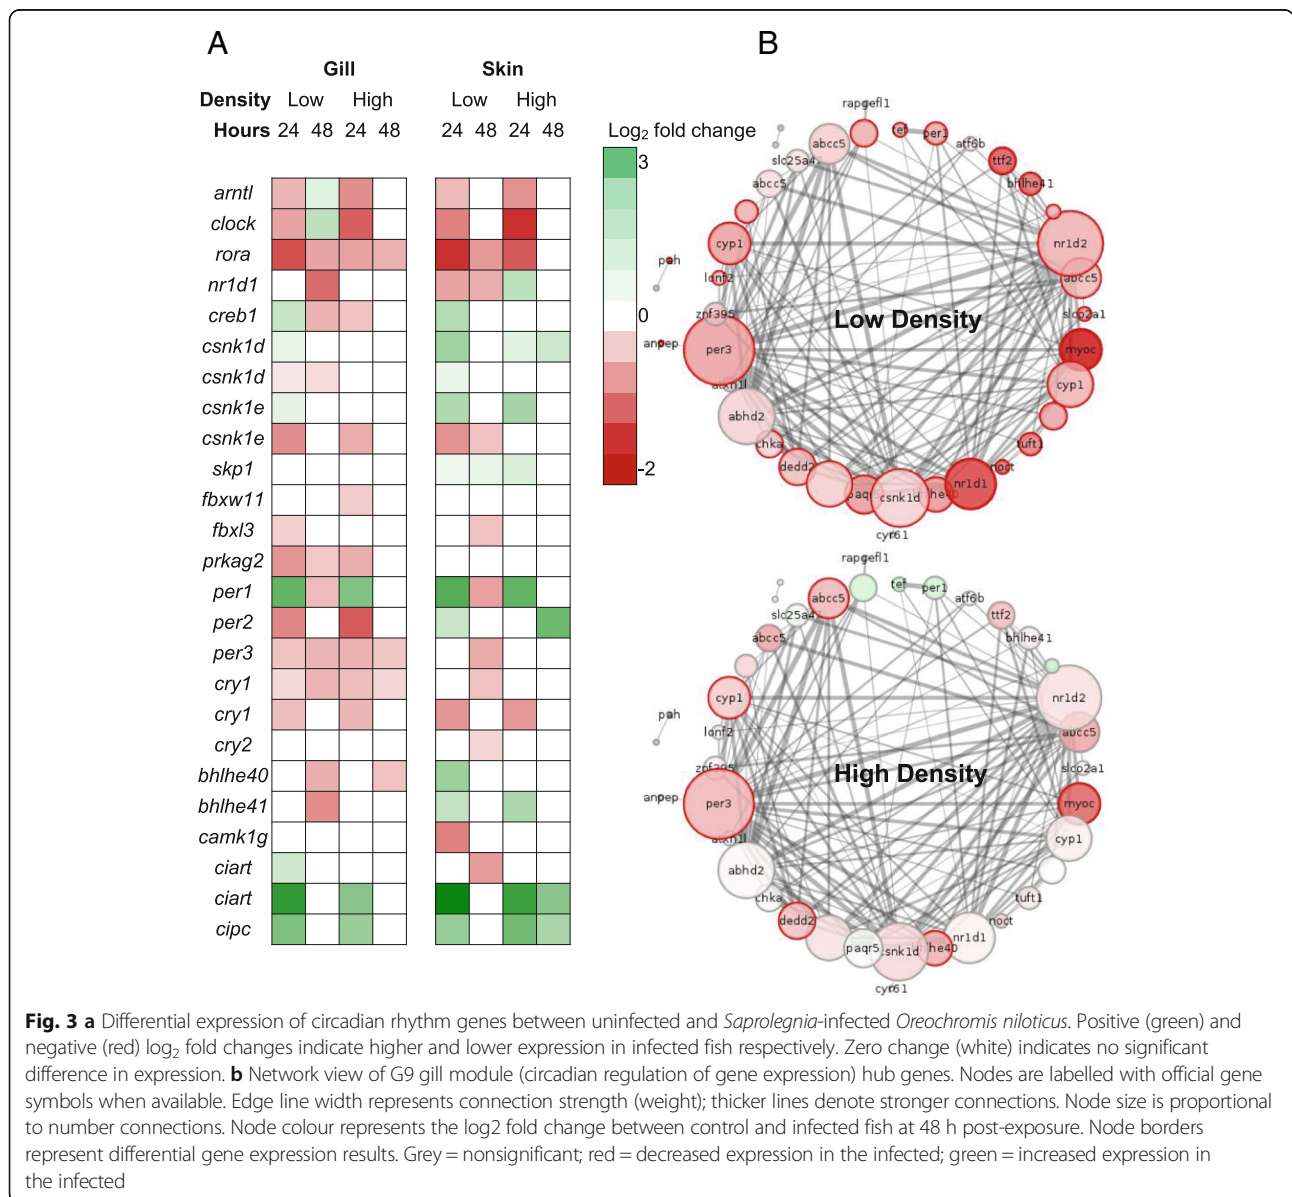 A
B
Gill Skin
Density Low High Low High
Hours 24 48 24 48 24 48 24 48
Log2 fold change
3
0
-2
arntl
clock
rora
nr1d1
creb1
csnk1d
csnk1d
csnk1e
csnk1e
skp1
fbxw11
fbxl3
prkag2
per1
per2
per3
cry1
cry1
cry2
bhlhe40
bhlhe41
camk1g
ciart
ciart
cipc
rapgefl1
tef
per1
abcc5
atf6b
slc25a4
ttf2
abcc5
bhlhe41
cyp1
nr1d2
pah
lonf2
abcc5
znf395
slco2a1
Low Density
anpep
per3
myoc
atxn1l
cyp1
abhd2
chka
tuft1
dedd2
noct
paqr5
csnk1d
nr1d1
cyr61
rapgefl1
tef
per1
abcc5
atf6b
slc25a4
ttf2
abcc5
bhlhe41
cyp1
nr1d2
pah
lonf2
abcc5
znf395
slco2a1
High Density
anpep
per3
myoc
atxn1l
cyp1
abhd2
chka
tuft1
dedd2
noct
paqr5
csnk1d
he40
nr1d1
cyr61
Fig. 3 a Differential expression of circadian rhythm genes between uninfected and Saprolegnia-infected Oreochromis niloticus. Positive (green) and
negative (red) log2 fold changes indicate higher and lower expression in infected fish respectively. Zero change (white) indicates no significant
difference in expression. b Network view of G9 gill module (circadian regulation of gene expression) hub genes. Nodes are labelled with official gene
symbols when available. Edge line width represents connection strength (weight); thicker lines denote stronger connections. Node size is proportional
to number connections. Node colour represents the log2 fold change between control and infected fish at 48 h post-exposure. Node borders
represent differential gene expression results. Grey = nonsignificant; red = decreased expression in the infected; green = increased expression in
the infected